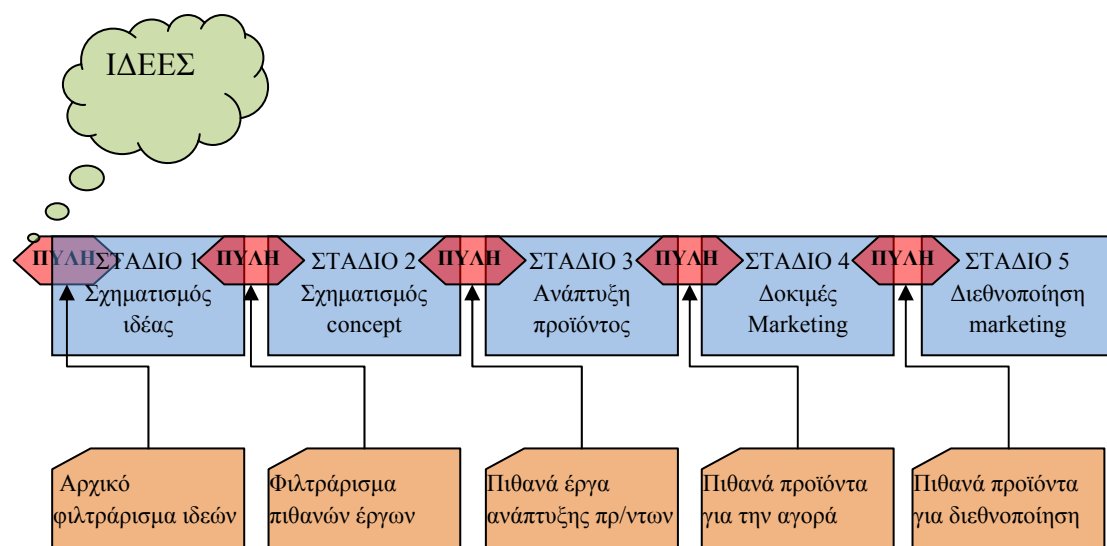 ΙΔΕΕΣ
ΠΥΛΗ
ΣΤΑΔΙΟ 1
Σχηματισμός
ιδέας
ΠΥΛΗ
ΣΤΑΔΙΟ 2
Σχηματισμός
concept
ΠΥΛΗ
ΣΤΑΔΙΟ 3
Ανάπτυξη
προϊόντος
ΠΥΛΗ
ΣΤΑΔΙΟ 4
Δοκιμές
Marketing
ΠΥΛΗ
ΣΤΑΔΙΟ 5
Διεθνοποίηση
marketing
Αρχικό
φιλτράρισμα ιδεών
Φιλτράρισμα
πιθανών έργων
Πιθανά έργα
ανάπτυξης πρ/ντων
Πιθανά προϊόντα
για την αγορά
Πιθανά προϊόντα
για διεθνοποίηση